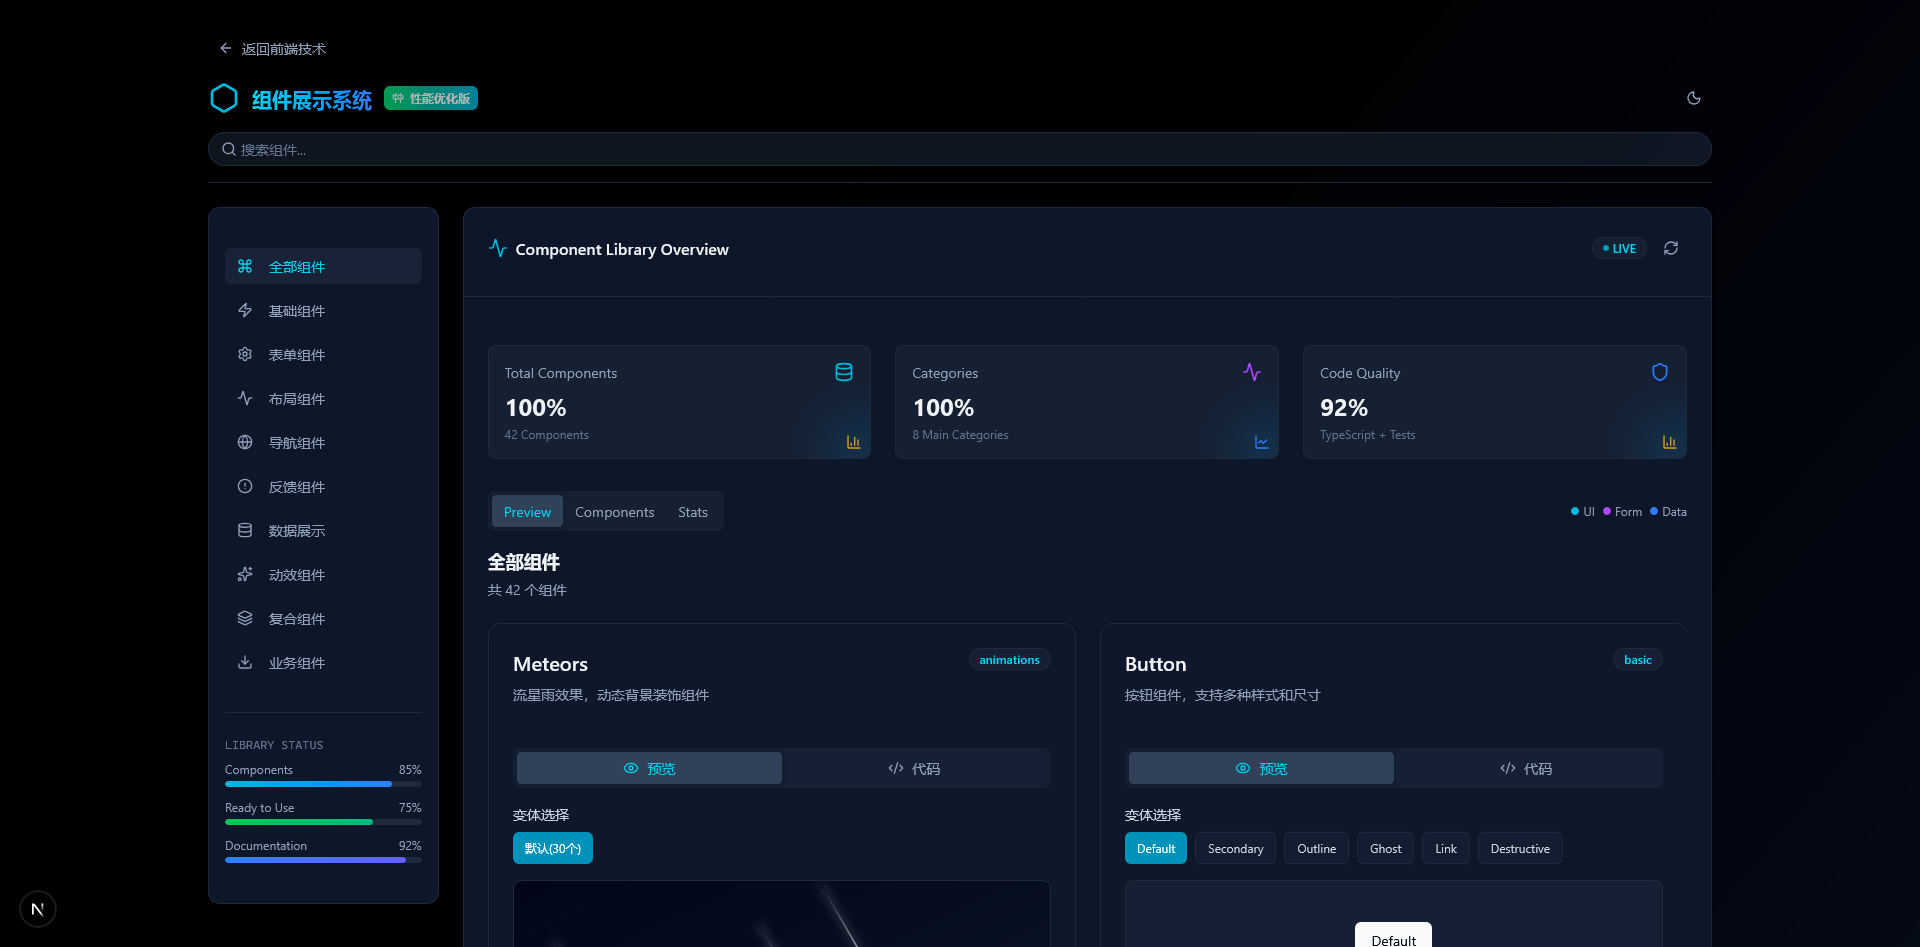 返回前端技术
组件展示系统
性能优化版
搜索组件...
全部组件
基础组件
表单组件
布局组件
导航组件
反馈组件
数据展示
动效组件
复合组件
业务组件
LIBRARY STATUS
Components 85%
Ready to Use 75%
Documentation 92%
N
Component Library Overview
LIVE
Total Components
100%
42 Components
Categories
100%
8 Main Categories
Code Quality
92%
TypeScript + Tests
Preview Components Stats
UI Form Data
全部组件
共 42 个组件
Meteors
animations
流星雨效果，动态背景装饰组件
预览 代码
变体选择
默认(30个)
Button
basic
按钮组件，支持多种样式和尺寸
预览 代码
变体选择
Default Secondary Outline Ghost Link Destructive
Default